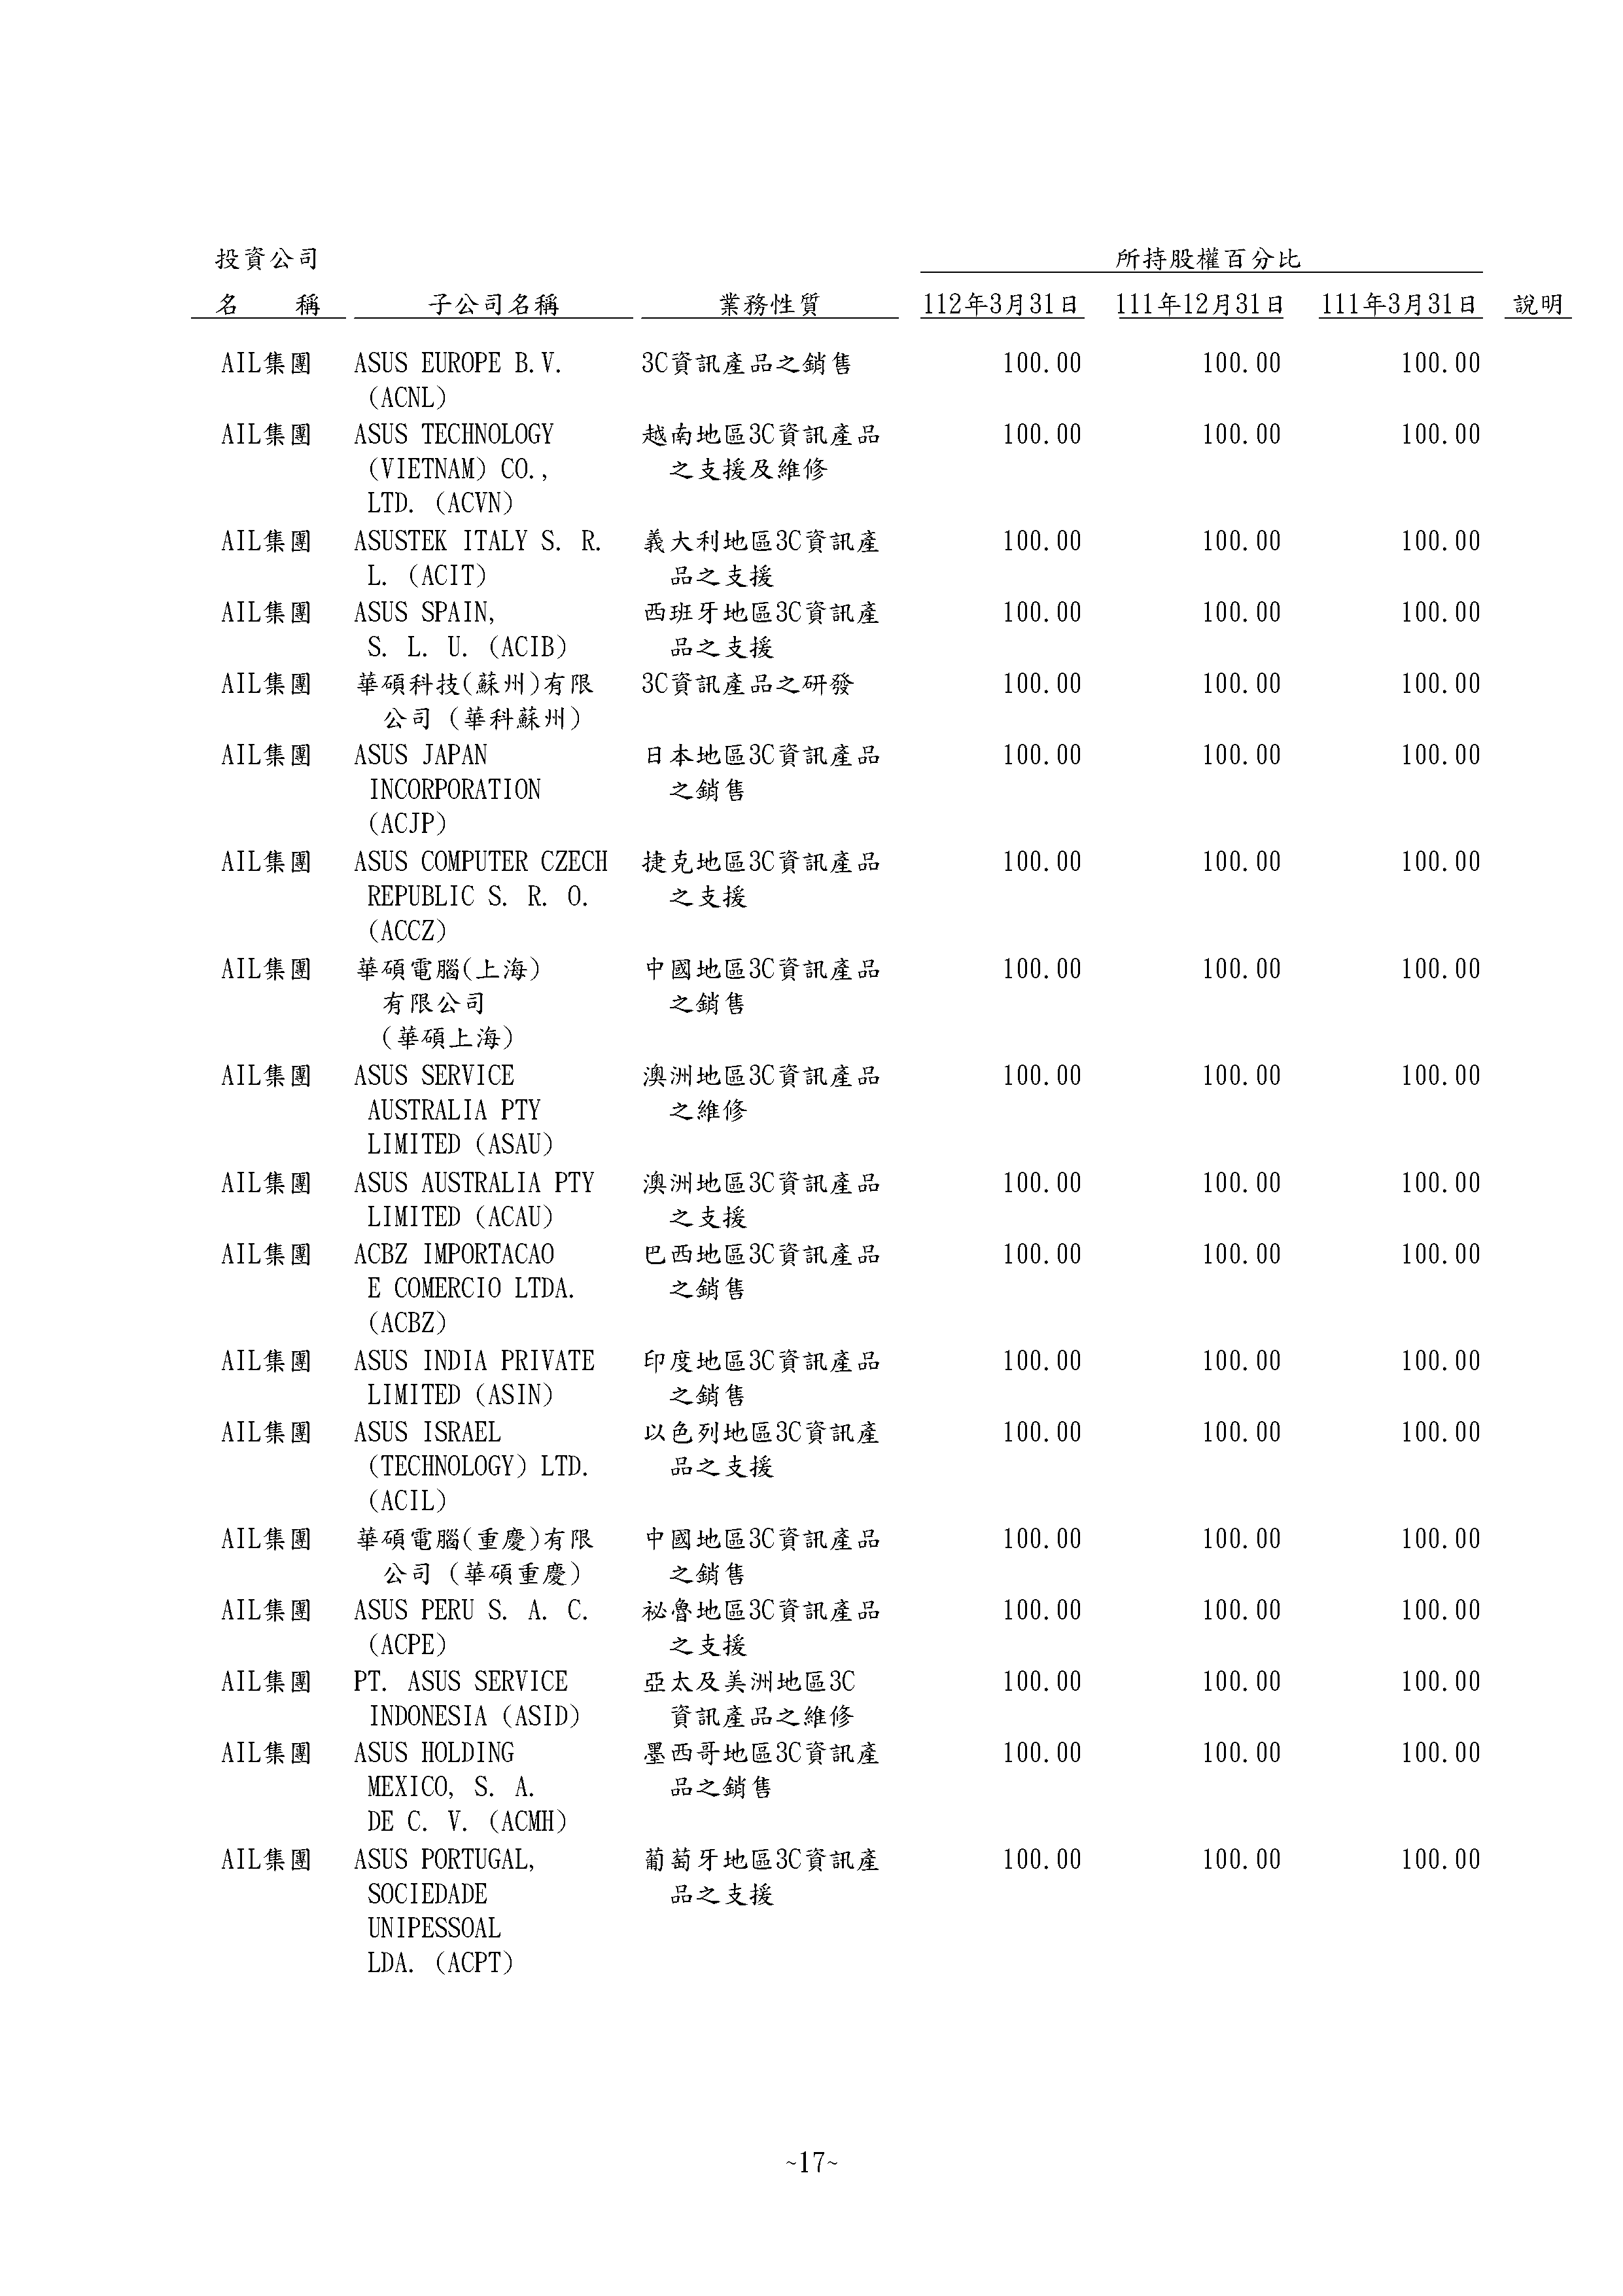 投資公司 所持股權百分比
名 稱 子公司名稱 業務性質 112年3月31日 111年12月31日 111年3月31日 說明
AIL集團 ASUS EUROPE B.V. 3C資訊產品之銷售 100.00 100.00 100.00
(ACNL)
AIL集團 ASUS TECHNOLOGY 越南地區3C資訊產品 100.00 100.00 100.00
(VIETNAM) CO., 之支援及維修
LTD. (ACVN)
AIL集團 ASUSTEK ITALY S. R. 義大利地區3C資訊產 100.00 100.00 100.00
L. (ACIT) 品之支援
AIL集團 ASUS SPAIN, 西班牙地區3C資訊產 100.00 100.00 100.00
S. L. U. (ACIB) 品之支援
AIL集團 華碩科技(蘇州)有限 3C資訊產品之研發 100.00 100.00 100.00
公司 (華科蘇州)
AIL集團 ASUS JAPAN 日本地區3C資訊產品 100.00 100.00 100.00
INCORPORATION 之銷售
(ACJP)
AIL集團 ASUS COMPUTER CZECH 捷克地區3C資訊產品 100.00 100.00 100.00
REPUBLIC S. R. O. 之支援
(ACCZ)
AIL集團 華碩電腦(上海) 中國地區3C資訊產品 100.00 100.00 100.00
有限公司 之銷售
(華碩上海)
AIL集團 ASUS SERVICE 澳洲地區3C資訊產品 100.00 100.00 100.00
AUSTRALIA PTY 之維修
LIMITED (ASAU)
AIL集團 ASUS AUSTRALIA PTY 澳洲地區3C資訊產品 100.00 100.00 100.00
LIMITED (ACAU) 之支援
AIL集團 ACBZ IMPORTACAO 巴西地區3C資訊產品 100.00 100.00 100.00
E COMERCIO LTDA. 之銷售
(ACBZ)
AIL集團 ASUS INDIA PRIVATE 印度地區3C資訊產品 100.00 100.00 100.00
LIMITED (ASIN) 之銷售
AIL集團 ASUS ISRAEL 以色列地區3C資訊產 100.00 100.00 100.00
(TECHNOLOGY) LTD. 品之支援
(ACIL)
AIL集團 華碩電腦(重慶)有限 中國地區3C資訊產品 100.00 100.00 100.00
公司 (華碩重慶) 之銷售
AIL集團 ASUS PERU S. A. C. 祕魯地區3C資訊產品 100.00 100.00 100.00
(ACPE) 之支援
AIL集團 PT. ASUS SERVICE 亞太及美洲地區3C 100.00 100.00 100.00
INDONESIA (ASID) 資訊產品之維修
AIL集團 ASUS HOLDING 墨西哥地區3C資訊產 100.00 100.00 100.00
MEXICO, S. A. 品之銷售
DE C. V. (ACMH)
AIL集團 ASUS PORTUGAL, 葡萄牙地區3C資訊產 100.00 100.00 100.00
SOCIEDADE 品之支援
UNIPESSOAL
LDA. (ACPT)
~17~